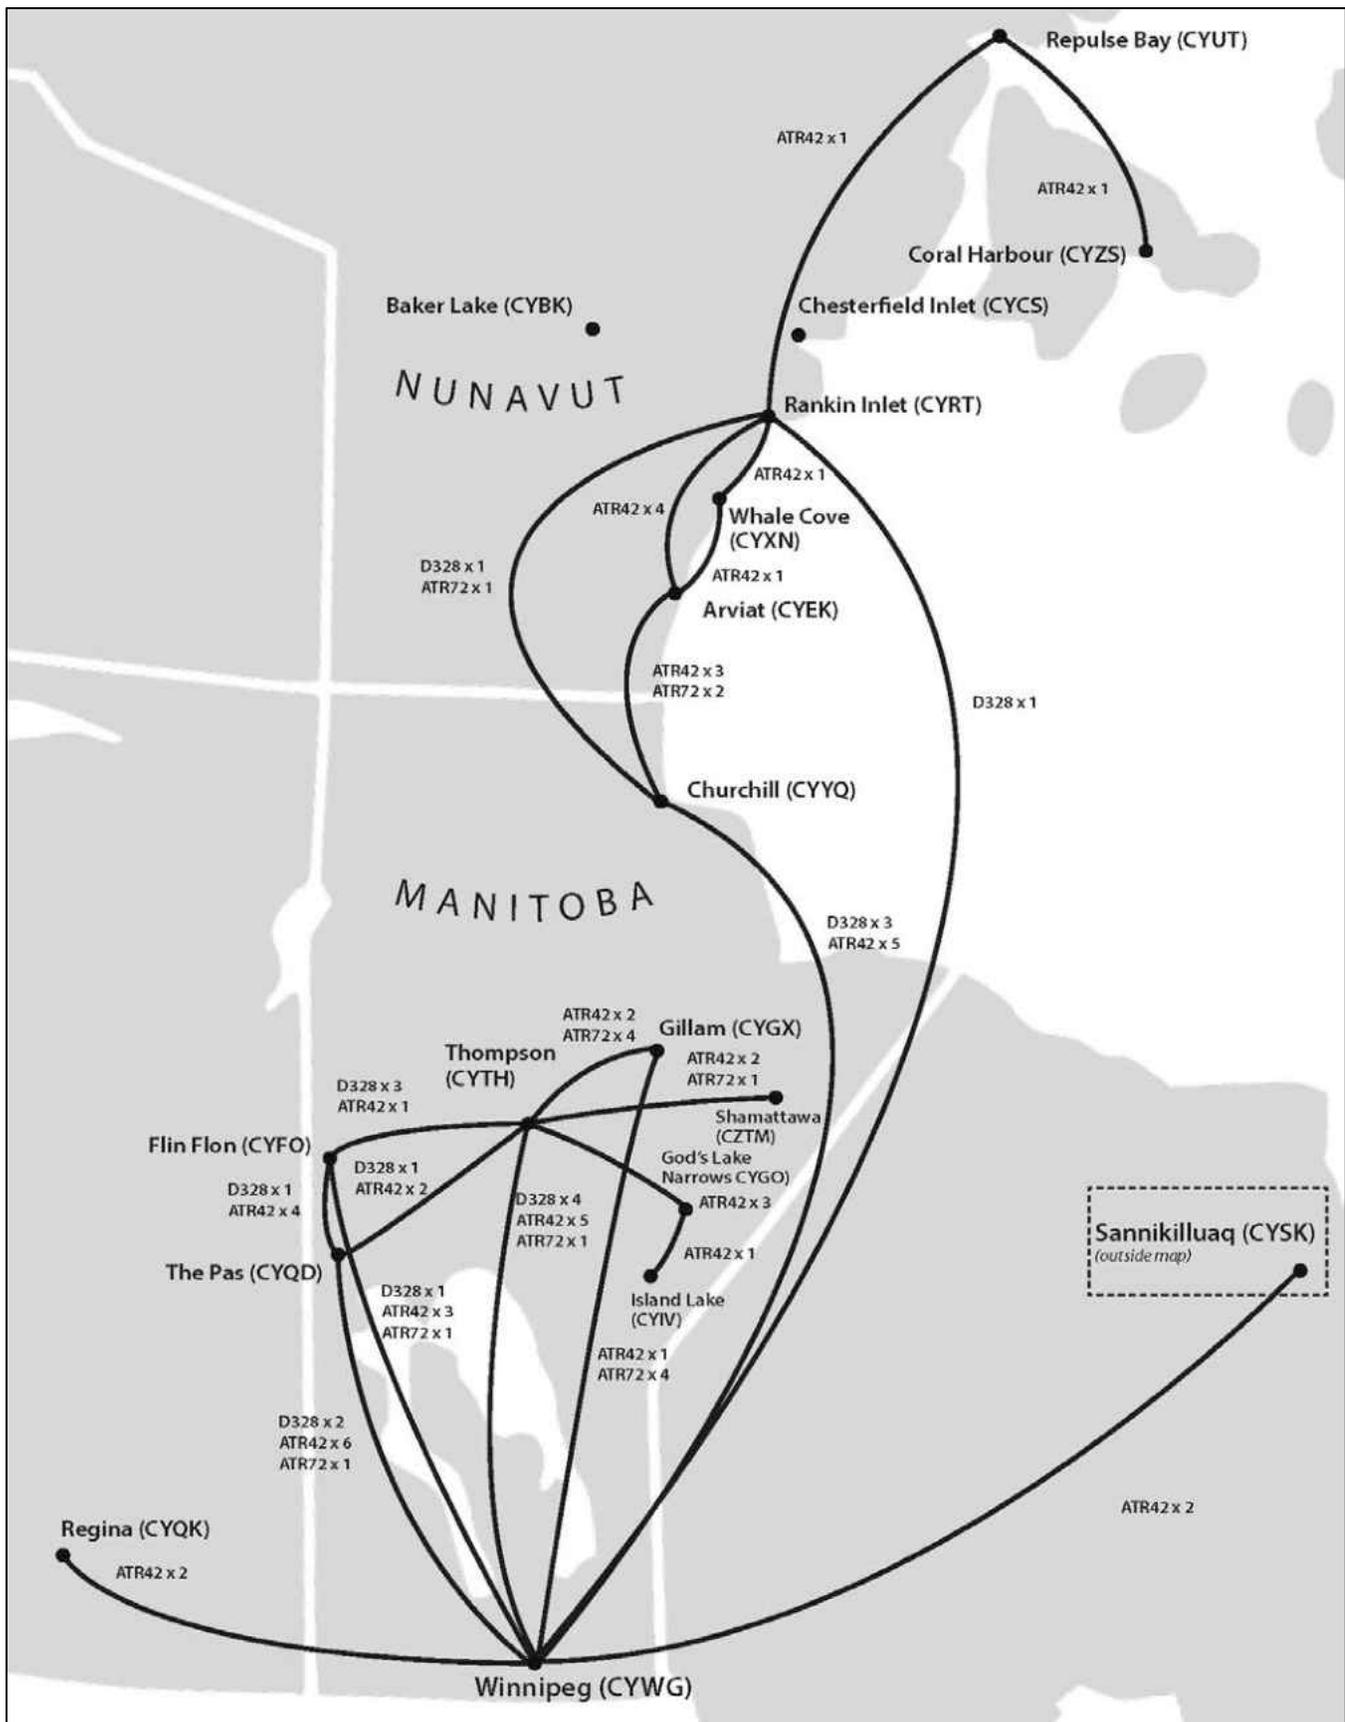 Repulse Bay (CYUT)
ATR42 x 1
ATR42 x 1
Coral Harbour (CYZS)
Baker Lake (CYBK)
Chesterfield Inlet (CYCS)
NUNAVUT
Rankin Inlet (CYRT)
ATR42 x 1
ATR42 x 4
Whale Cove
(CYXN)
D328 x 1
ATR72 x 1
ATR42 x 1
Arviat (CYEK)
ATR42 x 3
ATR72 x 2
D328 x 1
Churchill (CYYQ)
MANITOBA
D328 x 3
ATR42 x 5
ATR42 x 2
ATR72 x 4
Gillam (CYGX)
Thompson
(CYTH)
ATR42 x 2
ATR72 x 1
D328 x 3
ATR42 x 1
Shamattawa
(CZTM)
Flin Flon (CYFO)
God's Lake
Narrows CYGO)
D328 x 1
ATR42 x 2
D328 x 1
ATR42 x 4
D328 x 4
ATR42 x 5
ATR72 x 1
ATR42 x 3
Sannikilluaq (CYSK)
(outside map)
ATR42 x 1
The Pas (CYQD)
D328 x 1
ATR42 x 3
ATR72 x 1
Island Lake
(CYIV)
ATR42 x 1
ATR72 x 4
D328 x 2
ATR42 x 6
ATR72 x 1
ATR42 x 2
Regina (CYQK)
ATR42 x 2
Winnipeg (CYWG)